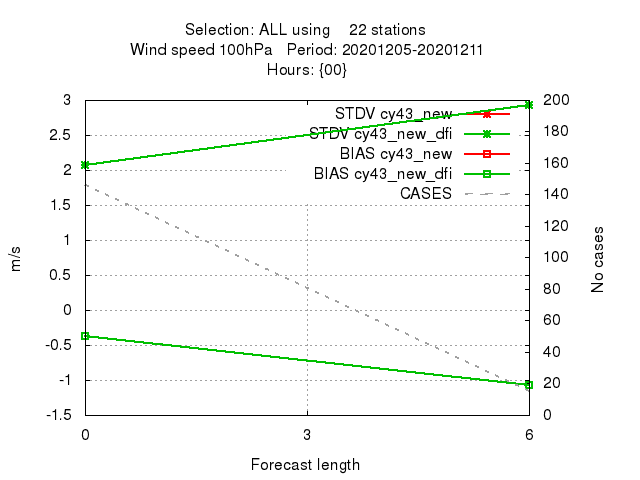 Selection: ALL using    22 stations
Wind speed 100hPa   Period: 20201205-20201211
Hours: {00}
3
2.5
2
1.5
1
0.5
0
-0.5
-1
-1.5
m/s
STDV cy43_new
STDV cy43_new_dfi
BIAS cy43_new
BIAS cy43_new_dfi
CASES
200
180
160
140
120
100
80
60
40
20
0
No cases
0 3 6
Forecast length